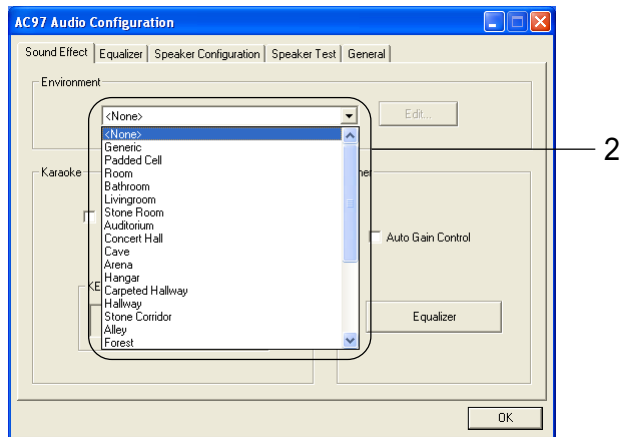 AC97 Audio Configuration
Sound Effect Equalizer Speaker Configuration Speaker Test General
Environment
<None> Edit...
<None>
Generic
Padded Cell
Room
Bathroom
Livingroom
Stone Room
Auditorium
Concert Hall
Cave
Arena
Hangar
Carpeted Hallway
Hallway
Stone Corridor
Alley
Forest
2
Karaoke
Auto Gain Control
Equalizer
OK